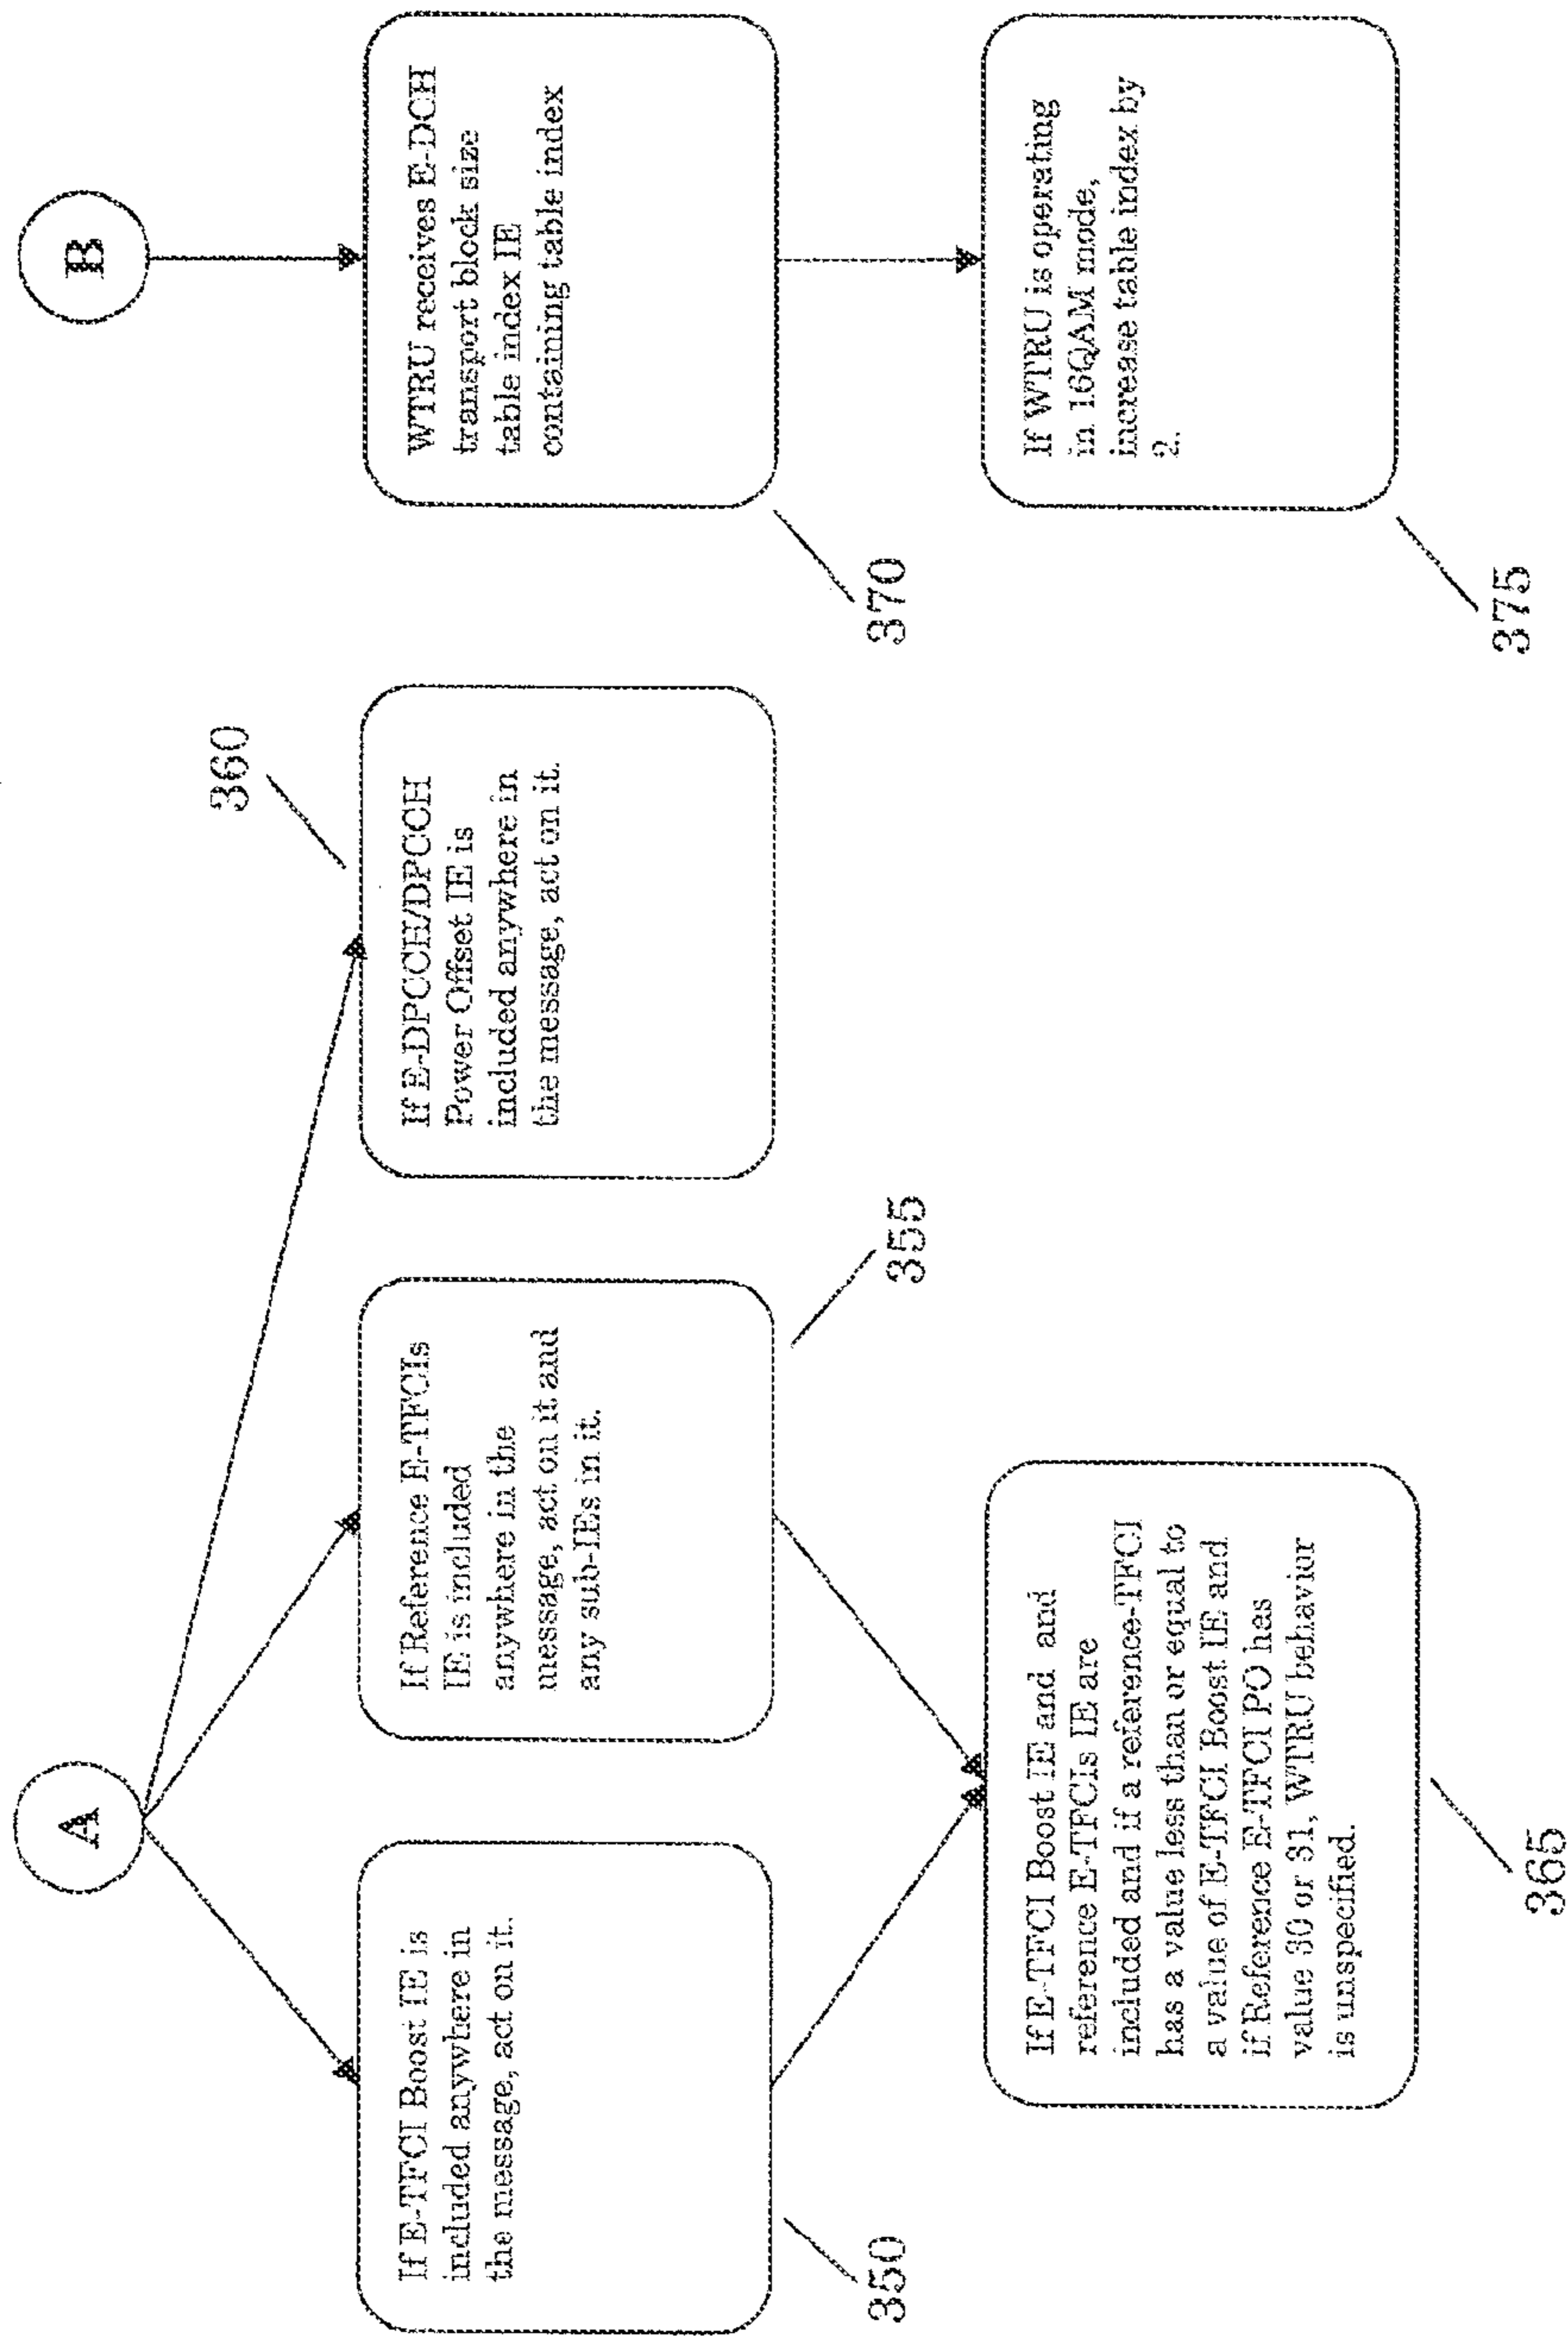 A
If E-TFCI Boost IE is
included anywhere in
the message, act on it.
350
If Reference E-TFCIs
IE is included
anywhere in the
message, act on it and
any sub-IEs in it.
355
If E-DPCCH/DPCCH
Power Offset IE is
included anywhere in
the message, act on it.
360
If E-TFCI Boost IE and and
reference E-TFCIs IE are
included and if a reference-TFCI
has a value less than or equal to
a value of E-TFCI Boost IE and
if Reference E-TFCI PO has
value 30 or 31, WTRU behavior
is unspecified.
365
B
WTRU receives E-DCH
transport block size
table index IE
containing table index
370
If WTRU is operating
in 16QAM mode,
increase table index by
2.
375